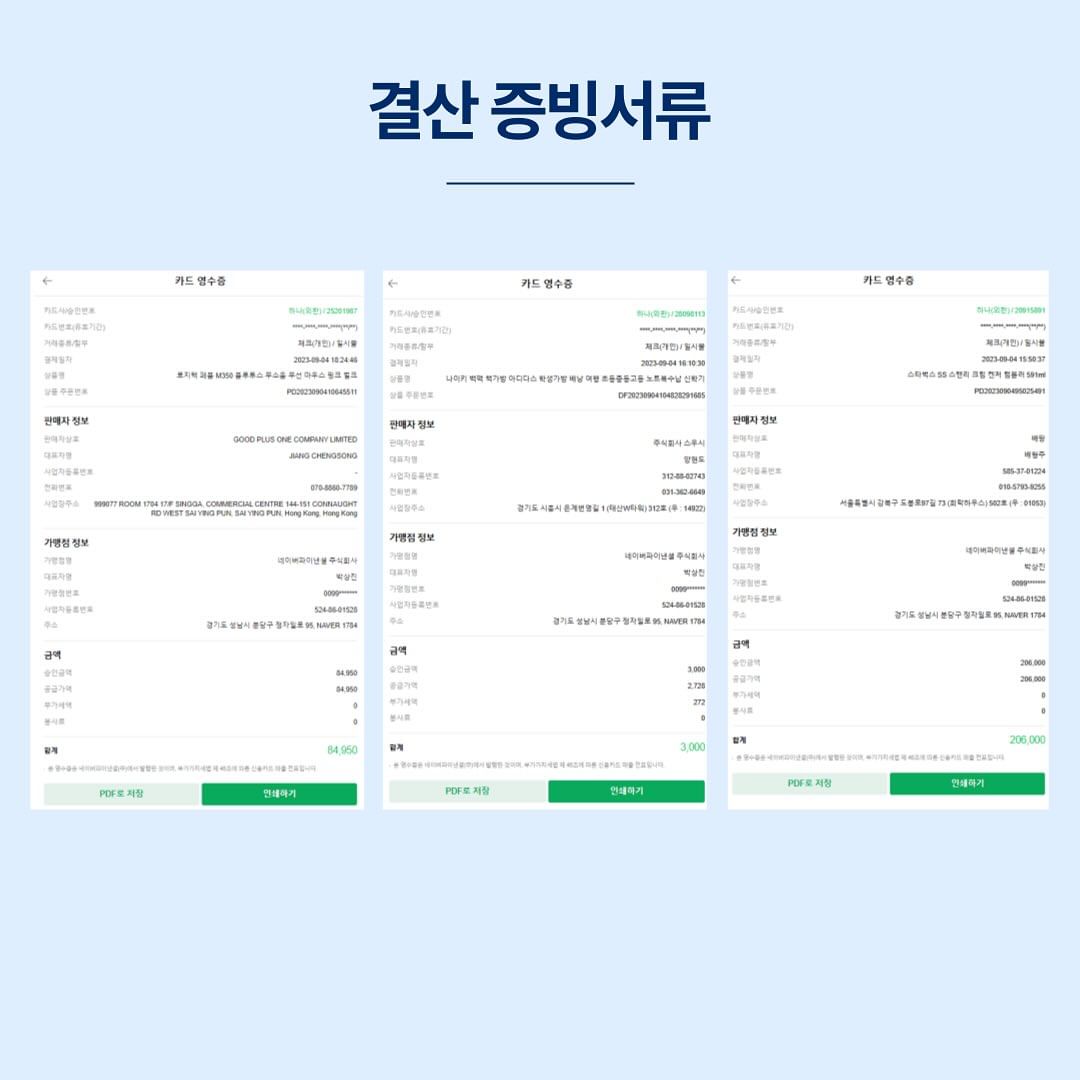 결산 증빙서류
카드 영수증
카드사/승인번호 하나(외환) / 25201987
카드번호(유효기간) ****-****-****-****(**/**)
거래종류/할부 체크(개인) / 일시불
결제일자 2023-09-04 18:24:46
상품명 로지텍 페블 M350 블루투스 무소음 무선 마우스 핑크 벌크
상품 주문번호 PD2023090410645511
판매자 정보
판매자상호 GOOD PLUS ONE COMPANY LIMITED
대표자명 JIANG CHENGSONG
사업자등록번호 -
전화번호 070-8860-7789
사업장주소 999077 ROOM 1704 17/F SINGGA, COMMERCIAL CENTRE 144-151 CONNAUGHT
RD WEST SAI YING PUN, SAI YING PUN, Hong Kong, Hong Kong
가맹점 정보
가맹점명 네이버파이낸셜 주식회사
대표자명 박상진
가맹점번호 0099*******
사업자등록번호 524-86-01528
주소 경기도 성남시 분당구 정자일로 95, NAVER 1784
금액
승인금액 84,950
공급가액 84,950
부가세액 0
봉사료 0
합계 84,950
· 본 영수증은 네이버파이낸셜(주)에서 발행한 것이며, 부가가치세법 제 46조에 따른 신용카드 매출 전표입니다.
PDF로 저장 인쇄하기
카드 영수증
카드사/승인번호 하나(외환) / 26098113
카드번호(유효기간) ****-****-****-****(**/**)
거래종류/할부 체크(개인) / 일시불
결제일자 2023-09-04 16:10:30
상품명 나이키 백팩 책가방 아디다스 학생가방 배낭 여행 초등중등고등 노트북수납 신학기
상품 주문번호 DF2023090410482829168​5
판매자 정보
판매자상호 주식회사 스우시
대표자명 양현도
사업자등록번호 312-88-02743
전화번호 031-362-6649
사업장주소 경기도 시흥시 은계번영길 1 (태산W타워) 312호 (우 : 14922)
가맹점 정보
가맹점명 네이버파이낸셜 주식회사
대표자명 박상진
가맹점번호 0099*******
사업자등록번호 524-86-01528
주소 경기도 성남시 분당구 정자일로 95, NAVER 1784
금액
승인금액 3,000
공급가액 2,728
부가세액 272
봉사료 0
합계 3,000
· 본 영수증은 네이버파이낸셜(주)에서 발행한 것이며, 부가가치세법 제 46조에 따른 신용카드 매출 전표입니다.
PDF로 저장 인쇄하기
카드 영수증
카드사/승인번호 하나(외환) / 20915891
카드번호(유효기간) ****-****-****-****(**/**)
거래종류/할부 체크(개인) / 일시불
결제일자 2023-09-04 15:50:37
상품명 스타벅스 SS 스탠리 크림 컨처 텀블러 591ml
상품 주문번호 PD2023090495025491
판매자 정보
판매자상호 배랑
대표자명 배형주
사업자등록번호 585-37-01224
전화번호 010-5793-8255
사업장주소 서울특별시 강북구 도봉로97길 73 (희락하우스) 502호 (우 : 01053)
가맹점 정보
가맹점명 네이버파이낸셜 주식회사
대표자명 박상진
가맹점번호 0099*******
사업자등록번호 524-86-01528
주소 경기도 성남시 분당구 정자일로 95, NAVER 1784
금액
승인금액 206,000
공급가액 206,000
부가세액 0
봉사료 0
합계 206,000
· 본 영수증은 네이버파이낸셜(주)에서 발행한 것이며, 부가가치세법 제 46조에 따른 신용카드 매출 전표입니다.
PDF로 저장 인쇄하기